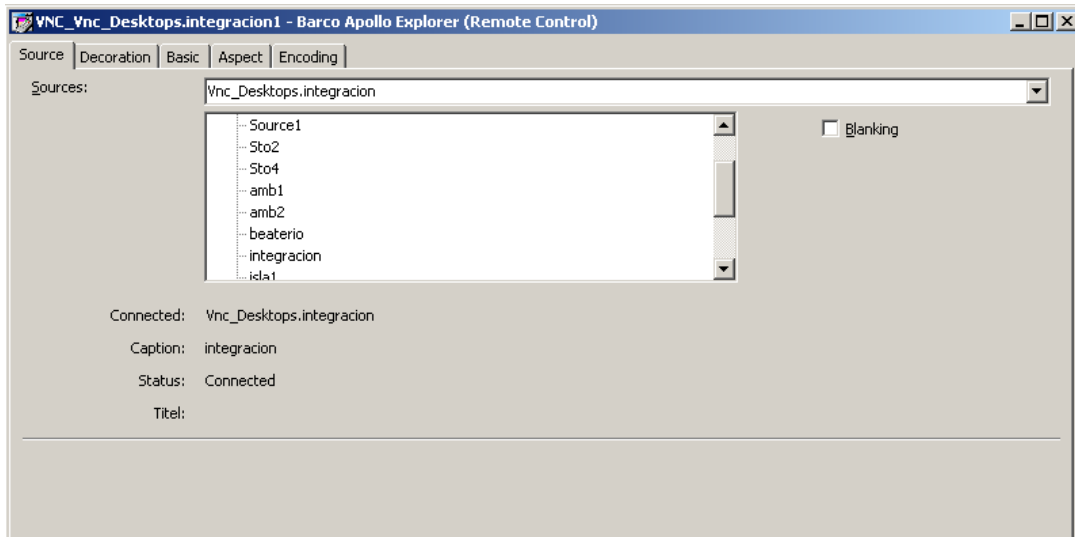 VNC_Vnc_Desktops.integracion1 - Barco Apollo Explorer (Remote Control)
Source Decoration Basic Aspect Encoding
Sources: Vnc_Desktops.integracion
Source1
Blanking
Sto2
Sto4
amb1
amb2
beaterio
integracion
isla1
Connected: Vnc_Desktops.integracion
Caption: integracion
Status: Connected
Titel: